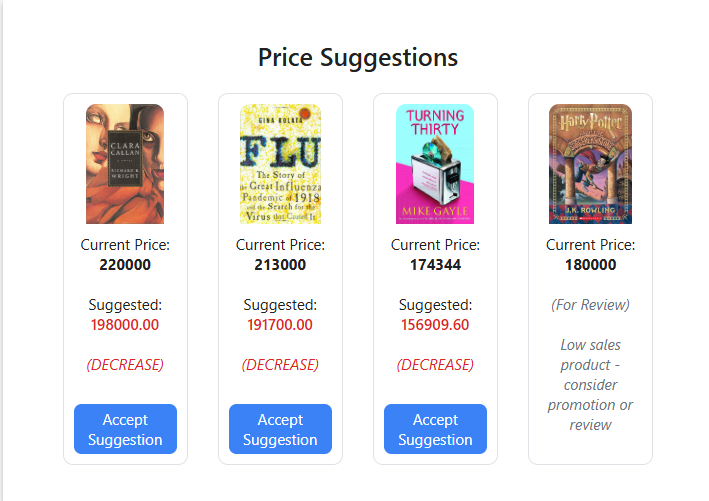 Price Suggestions
CLARA
CALLAN
A NOVEL
RICHARD B.
WRIGHT
Current Price:
220000
Suggested:
198000.00
(DECREASE)
Accept
Suggestion
GINA KOLATA
FLU
The Story of
the Great Influenza
Pandemic of 1918
and the Search for the
Virus that Caused It
Current Price:
213000
Suggested:
191700.00
(DECREASE)
Accept
Suggestion
TURNING
THIRTY
MIKE GAYLE
Current Price:
174344
Suggested:
156909.60
(DECREASE)
Accept
Suggestion
Harry Potter
J.K. ROWLING
Current Price:
180000
(For Review)
Low sales
product -
consider
promotion or
review